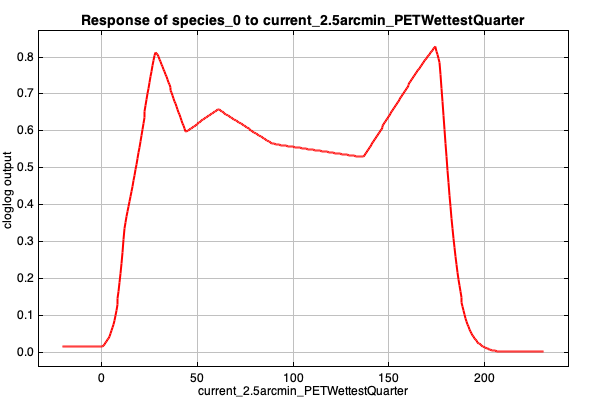 Response of species_0 to current_2.5arcmin_PETWettestQuarter
cloglog output
0.8
0.7
0.6
0.5
0.4
0.3
0.2
0.1
0.0
0 50 100 150 200
current_2.5arcmin_PETWettestQuarter